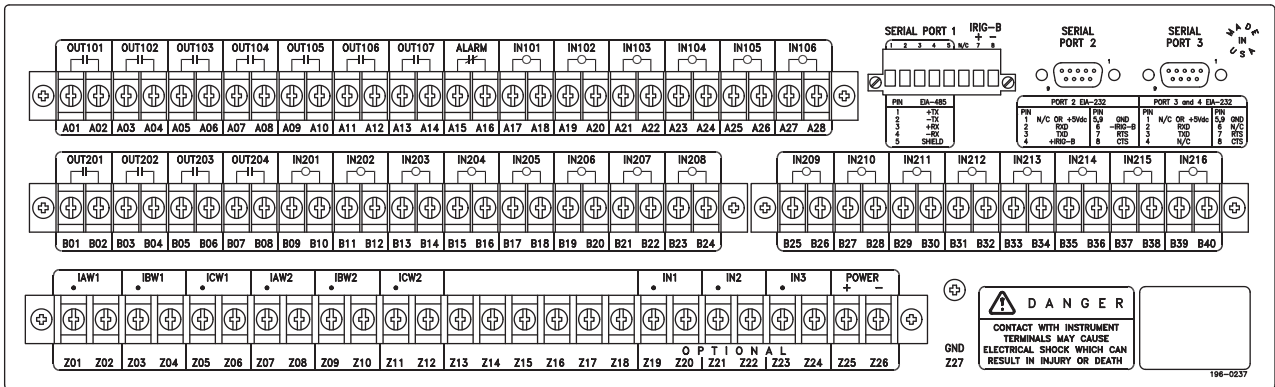 OUT101 OUT102 OUT103 OUT104 OUT105 OUT106 OUT107 ALARM IN101 IN102 IN103 IN104 IN105 IN106
A01 A02 A03 A04 A05 A06 A07 A08 A09 A10 A11 A12 A13 A14 A15 A16 A17 A18 A19 A20 A21 A22 A23 A24 A25 A26 A27 A28
SERIAL PORT 1 IRIG-B
+ -
1 2 3 4 5 N/C 7 8
PIN EIA-485
1 +TX
2 -TX
3 +RX
4 -RX
5 SHIELD
SERIAL
PORT 2
9 1
SERIAL
PORT 3
9 1
MADE
IN
USA
PORT 2 EIA-232
PIN PIN
1 N/C OR +5Vdc 5,9 GND
2 RXD 6 -IRIG-B
3 TXD 7 RTS
4 +IRIG-B 8 CTS
PORT 3 and 4 EIA-232
PIN PIN
1 N/C OR +5Vdc 5,9 GND
2 RXD 6 N/C
3 TXD 7 RTS
4 N/C 8 CTS
OUT201 OUT202 OUT203 OUT204 IN201 IN202 IN203 IN204 IN205 IN206 IN207 IN208
B01 B02 B03 B04 B05 B06 B07 B08 B09 B10 B11 B12 B13 B14 B15 B16 B17 B18 B19 B20 B21 B22 B23 B24
IN209 IN210 IN211 IN212 IN213 IN214 IN215 IN216
B25 B26 B27 B28 B29 B30 B31 B32 B33 B34 B35 B36 B37 B38 B39 B40
IAW1 IBW1 ICW1 IAW2 IBW2 ICW2 IN1 IN2 IN3 POWER
+ -
OPTIONAL
Z01 Z02 Z03 Z04 Z05 Z06 Z07 Z08 Z09 Z10 Z11 Z12 Z13 Z14 Z15 Z16 Z17 Z18 Z19 Z20 Z21 Z22 Z23 Z24 Z25 Z26
GND
Z27
DANGER
CONTACT WITH INSTRUMENT
TERMINALS MAY CAUSE
ELECTRICAL SHOCK WHICH CAN
RESULT IN INJURY OR DEATH
196-0237